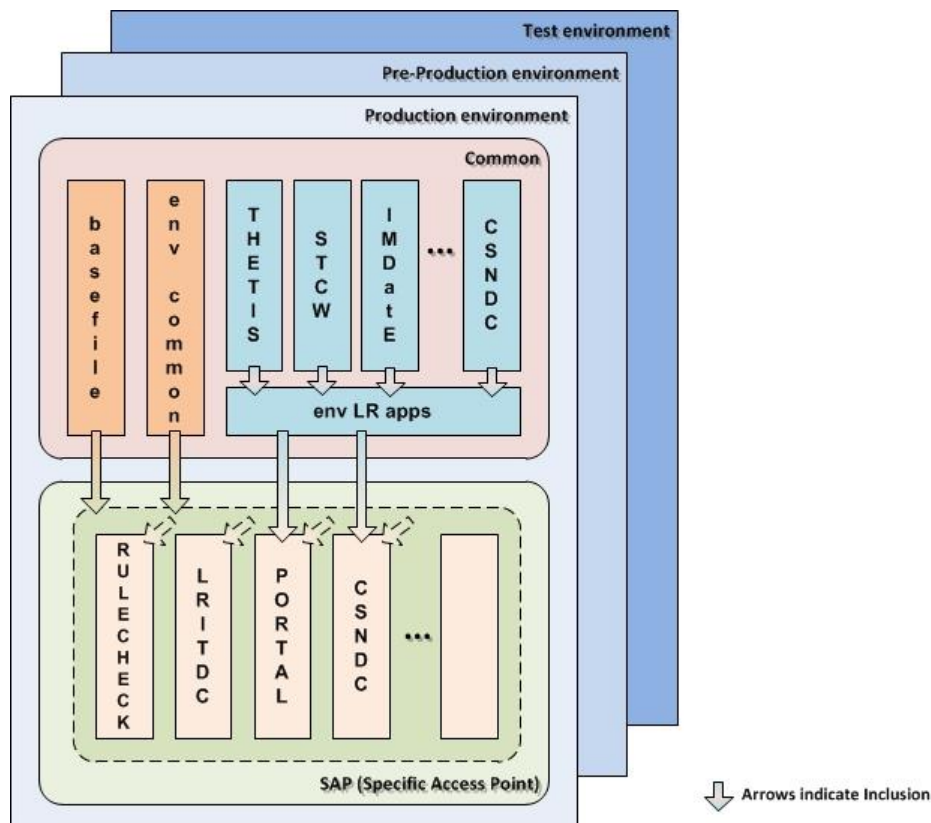 Test environment
Pre-Production environment
Production environment
Common
basefile
env common
THETIS
STCW
IMDatE
...
CSNDC
env LR apps
RULECHECK
LRITDC
PORTAL
CSNDC
...
SAP (Specific Access Point)
Arrows indicate Inclusion